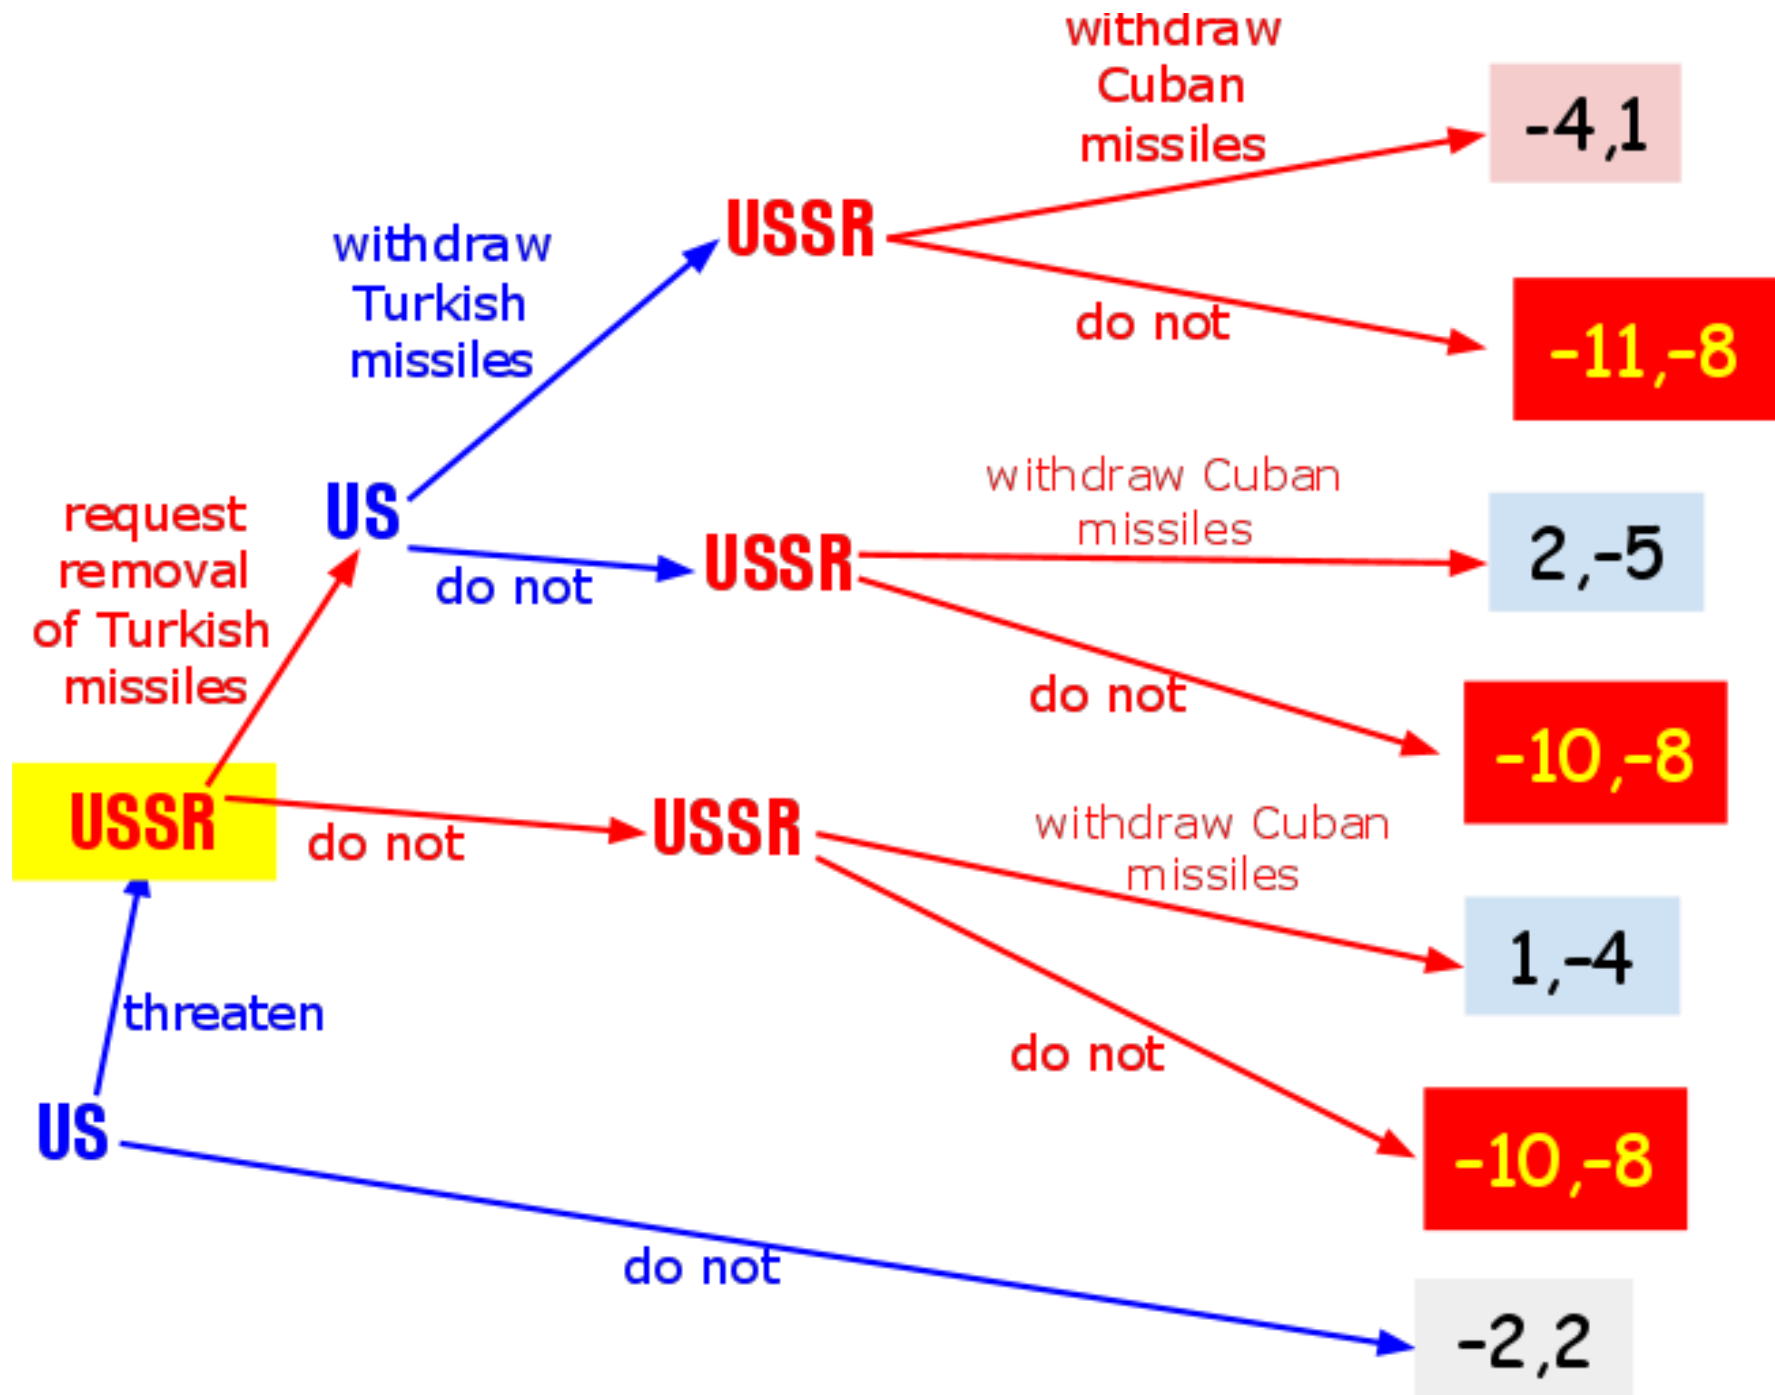 withdraw
Cuban
missiles
-4,1
USSR
withdraw
Turkish
missiles
do not
-11,-8
withdraw Cuban
missiles
US
request
removal
of Turkish
missiles
2,-5
USSR
do not
do not
-10,-8
USSR
do not
USSR
withdraw Cuban
missiles
1,-4
threaten
do not
US
-10,-8
do not
-2,2